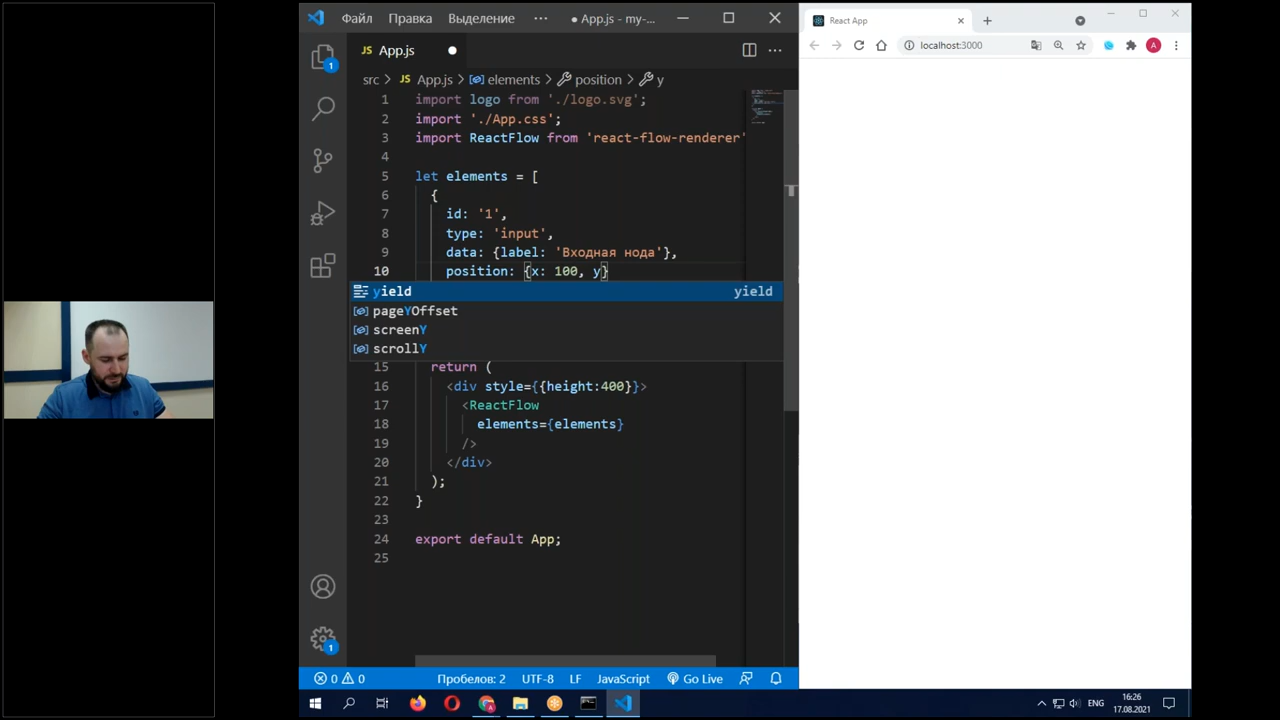 Файл Правка Выделение ··· ● App.js - my-...
JS App.js ●
1
src > JS App.js > elements > position > y
1 import logo from './logo.svg';
2 import './App.css';
3 import ReactFlow from 'react-flow-renderer'
4
5 let elements = [
6 {
7 id: '1',
8 type: 'input',
9 data: {label: 'Входная нода'},
10 position: {x: 100, y}
yield yield
pageYOffset
screenY
scrollY
15 return (
16 <div style={{height:400}}>
17 <ReactFlow
18 elements={elements}
19 />
20 </div>
21 );
22 }
23
24 export default App;
25
1
0 0 Пробелов: 2 UTF-8 LF JavaScript Go Live
React App
localhost:3000
A
ENG
16:26
17.08.2021